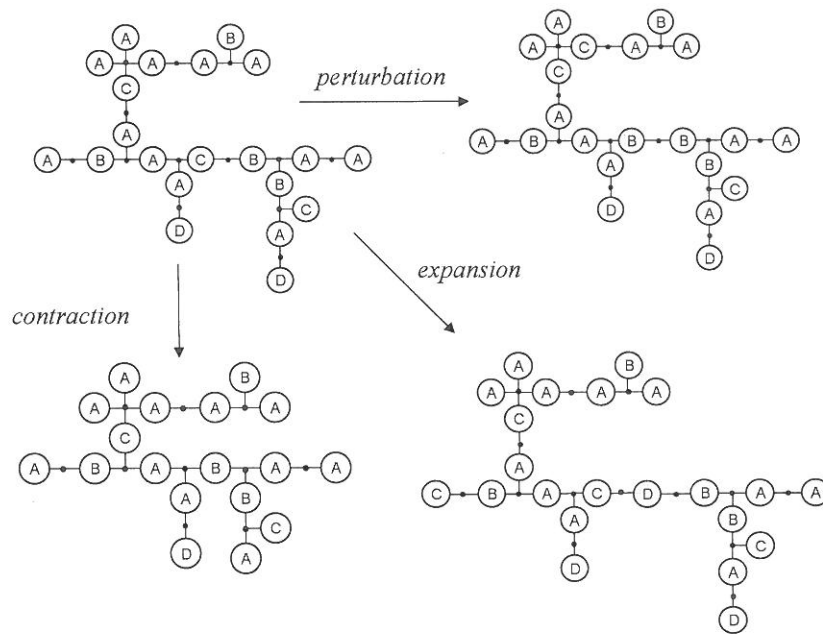 A A B
A A A A
A C A A B
C perturbation C
A A
A B A C B A A
A B A B B A A
A B A B
C C
D A D A
D D
expansion
contraction
A B A B
A A A A A A A A
C C
A B A B A A A
C B A C D B A A
A B A B
C C
D A D A
D